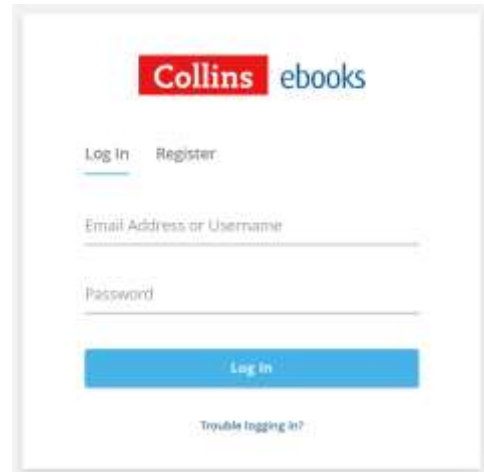 Collins ebooks
Log In Register
Email Address or Username
Password
Log In
Trouble logging in?